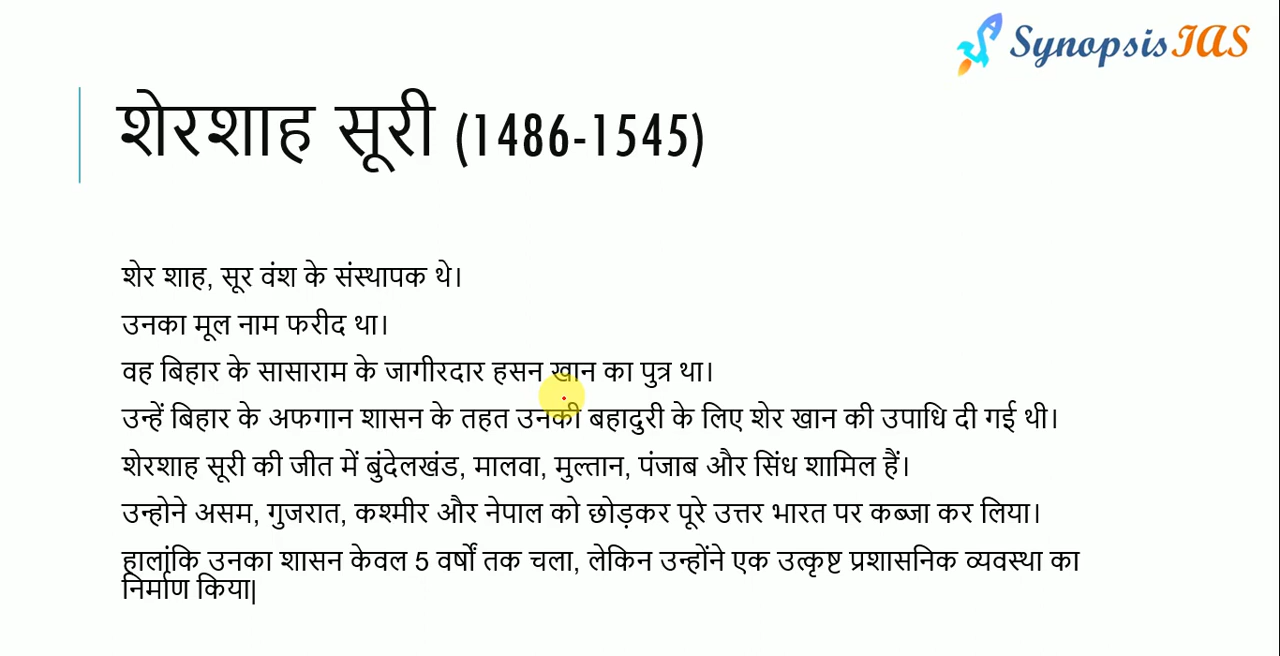 SynopsisIAS
शेरशाह सूरी (1486-1545)
शेर शाह, सूर वंश के संस्थापक थे।
उनका मूल नाम फरीद था।
वह बिहार के सासाराम के जागीरदार हसन खान का पुत्र था।
उन्हें बिहार के अफगान शासन के तहत उनकी बहादुरी के लिए शेर खान की उपाधि दी गई थी।
शेरशाह सूरी की जीत में बुंदेलखंड, मालवा, मुल्तान, पंजाब और सिंध शामिल हैं।
उन्होने असम, गुजरात, कश्मीर और नेपाल को छोड़कर पूरे उत्तर भारत पर कब्जा कर लिया।
हालांकि उनका शासन केवल 5 वर्षों तक चला, लेकिन उन्होंने एक उत्कृष्ट प्रशासनिक व्यवस्था का
निर्माण किया|